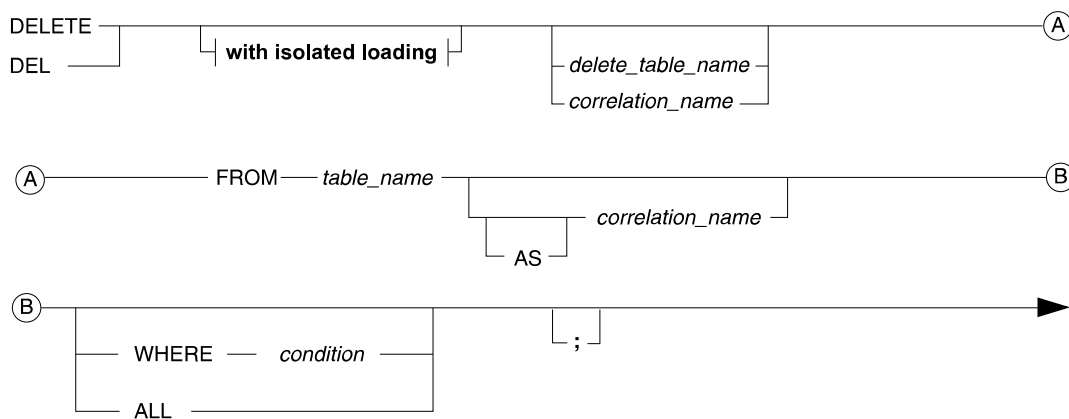 DELETE
DEL
with isolated loading
delete_table_name
correlation_name
A
A
FROM table_name
AS
correlation_name
B
B
WHERE condition
ALL
;